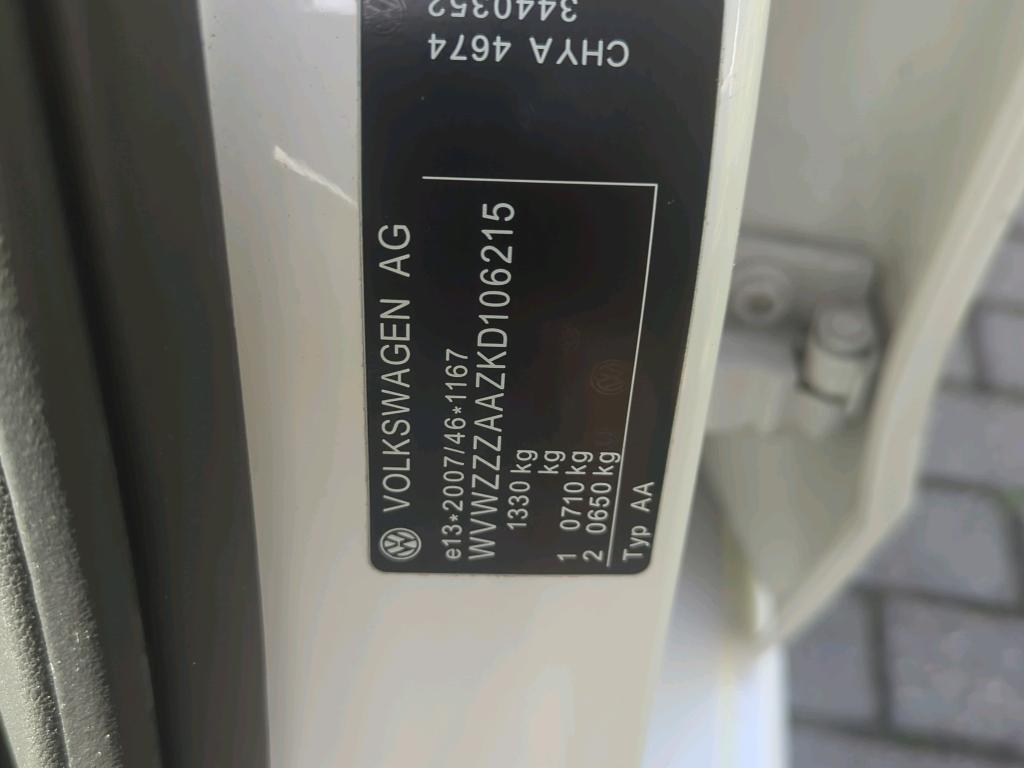 VOLKSWAGEN AG
e13*2007/46*1167
WVWZZZAAZKD106215
1330 kg
kg
1 0710 kg
2 0650 kg
Typ AA
CHYA 4674
3440352